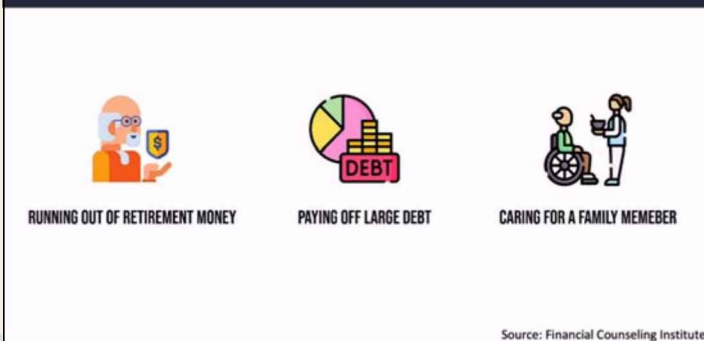 $
DEBT
RUNNING OUT OF RETIREMENT MONEY
PAYING OFF LARGE DEBT
CARING FOR A FAMILY MEMEBER
Source: Financial Counseling Institute